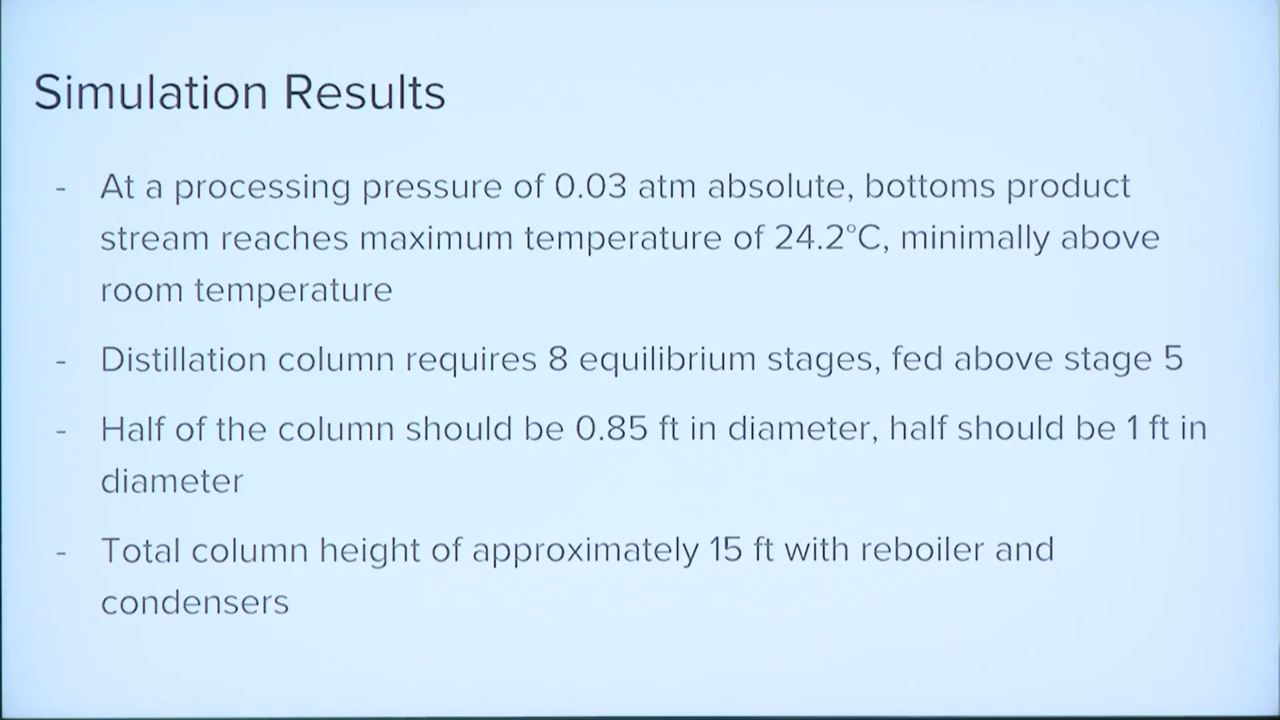 Simulation Results
- At a processing pressure of 0.03 atm absolute, bottoms product
stream reaches maximum temperature of 24.2°C, minimally above
room temperature
- Distillation column requires 8 equilibrium stages, fed above stage 5
- Half of the column should be 0.85 ft in diameter, half should be 1 ft in
diameter
- Total column height of approximately 15 ft with reboiler and
condensers